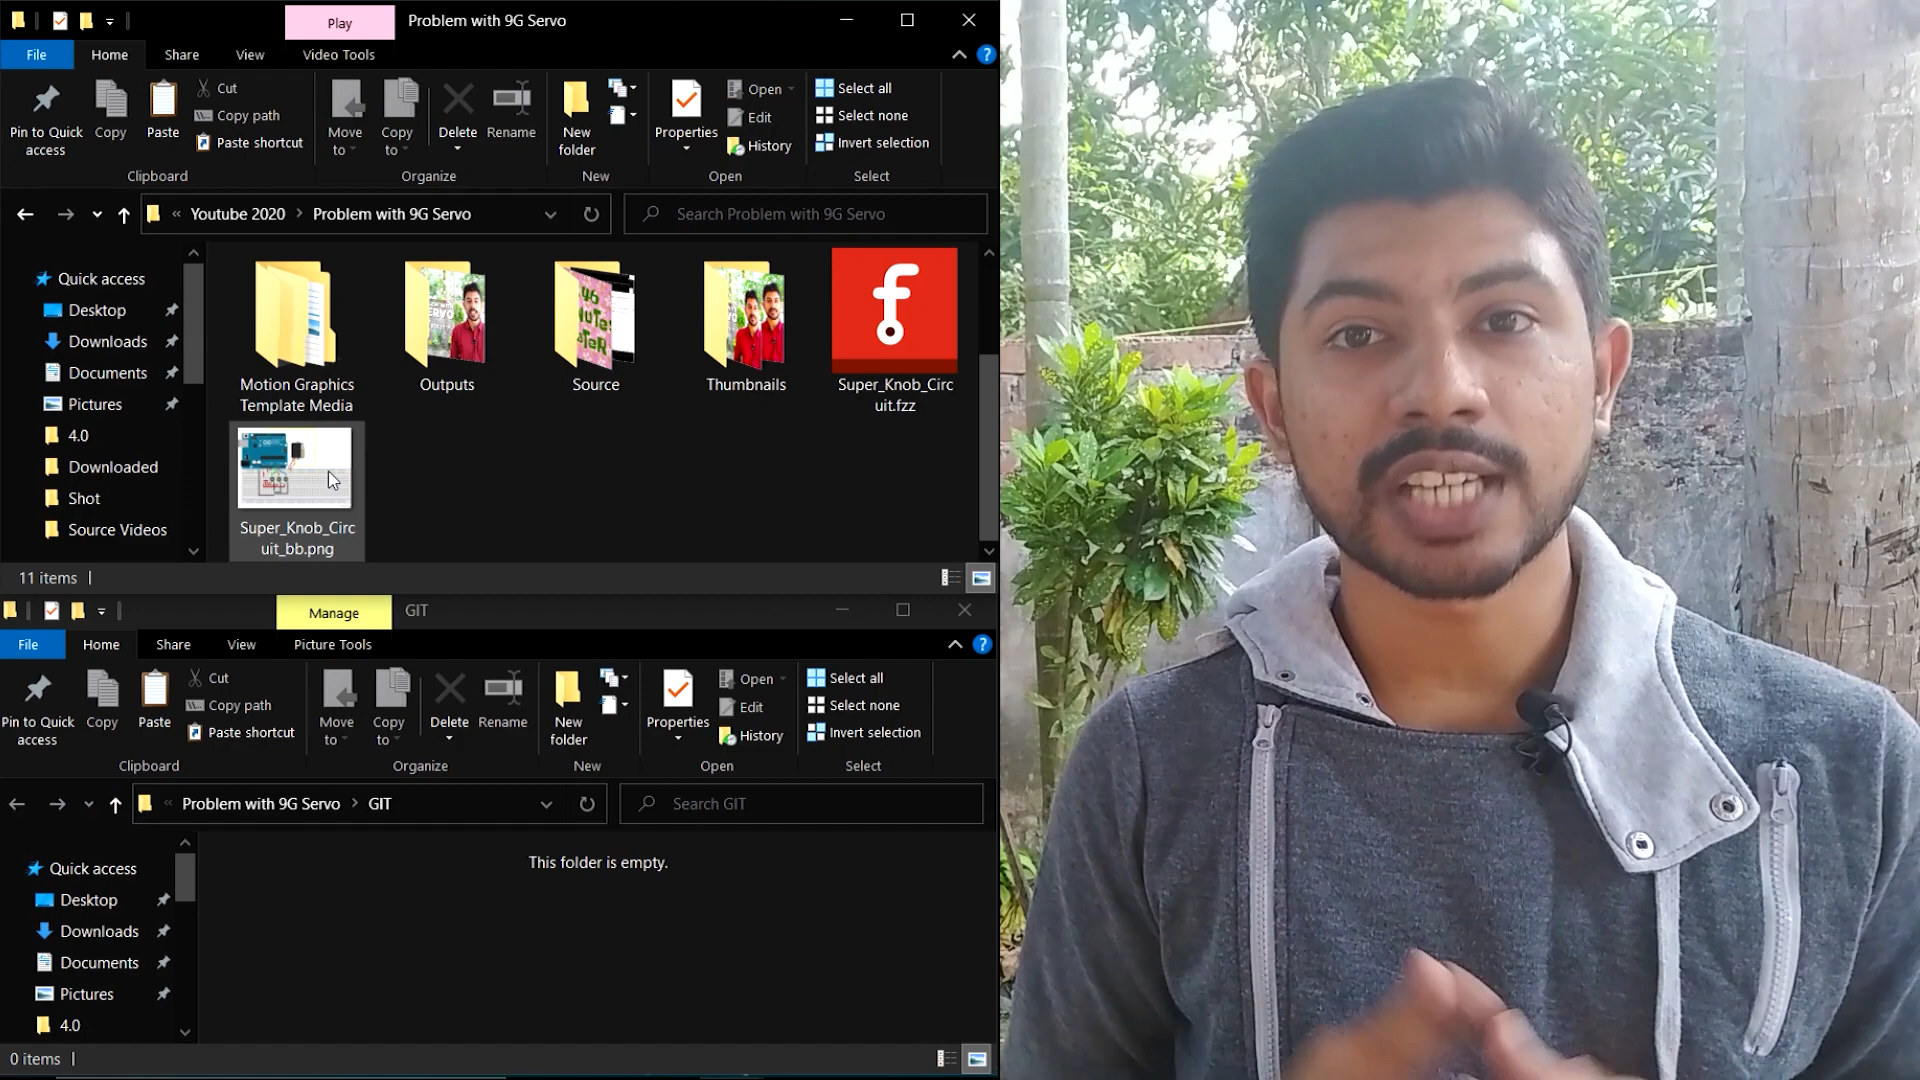 Play
Problem with 9G Servo
File
Home
Share
View
Video Tools
Pin to Quick
access
Copy
Paste
Cut
Copy path
Paste shortcut
Clipboard
Move
to
Copy
to
Delete
Rename
Organize
New
folder
New
Properties
Open
Edit
History
Open
Select all
Select none
Invert selection
Select
« Youtube 2020 > Problem with 9G Servo
Search Problem with 9G Servo
Quick access
Desktop
Downloads
Documents
Pictures
4.0
Downloaded
Shot
Source Videos
Motion Graphics
Template Media
Outputs
Source
Thumbnails
Super_Knob_Circ
uit.fzz
Super_Knob_Circ
uit_bb.png
11 items
Manage
GIT
File
Home
Share
View
Picture Tools
Pin to Quick
access
Copy
Paste
Cut
Copy path
Paste shortcut
Clipboard
Move
to
Copy
to
Delete
Rename
Organize
New
folder
New
Properties
Open
Edit
History
Open
Select all
Select none
Invert selection
Select
« Problem with 9G Servo > GIT
Search GIT
Quick access
Desktop
Downloads
Documents
Pictures
4.0
This folder is empty.
0 items